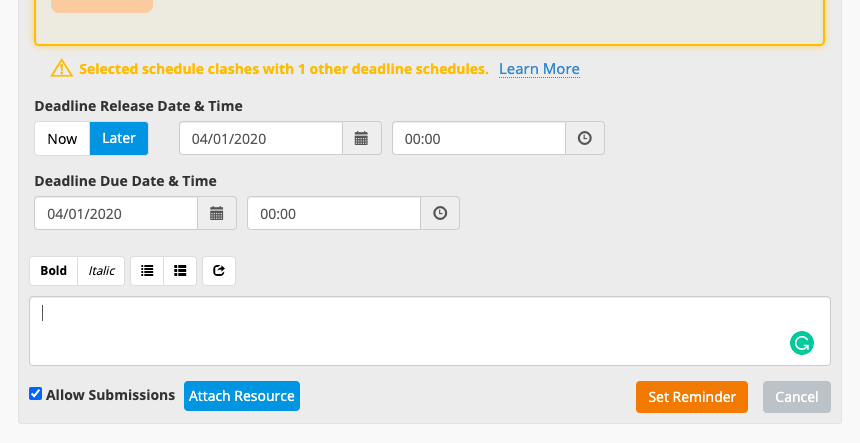 Selected schedule clashes with 1 other deadline schedules. Learn More
Deadline Release Date & Time
Now Later 04/01/2020 00:00
Deadline Due Date & Time
04/01/2020 00:00
Bold Italic
Allow Submissions Attach Resource Set Reminder Cancel